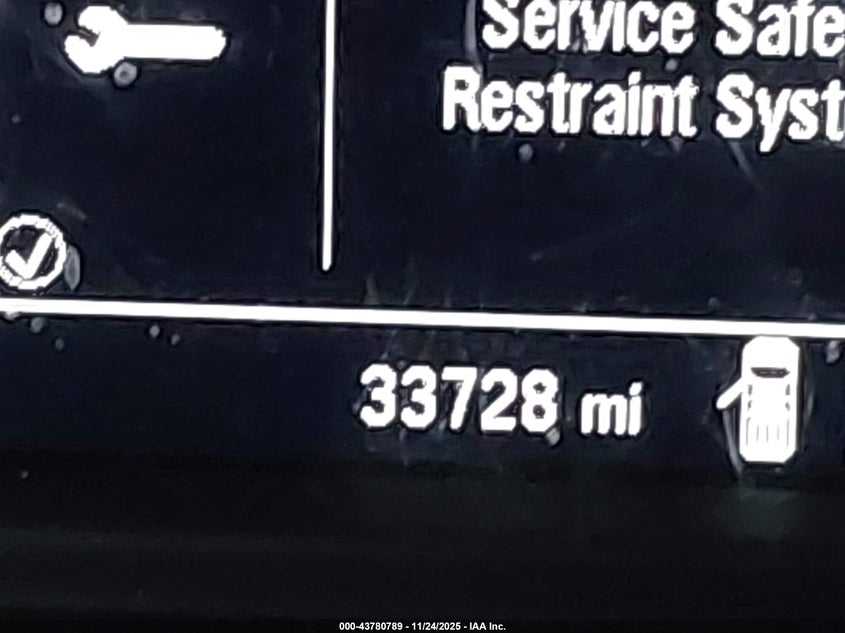 Service Safe
Restraint Syst
33728 mi
000-43780789 - 11/24/2025 - IAA Inc.